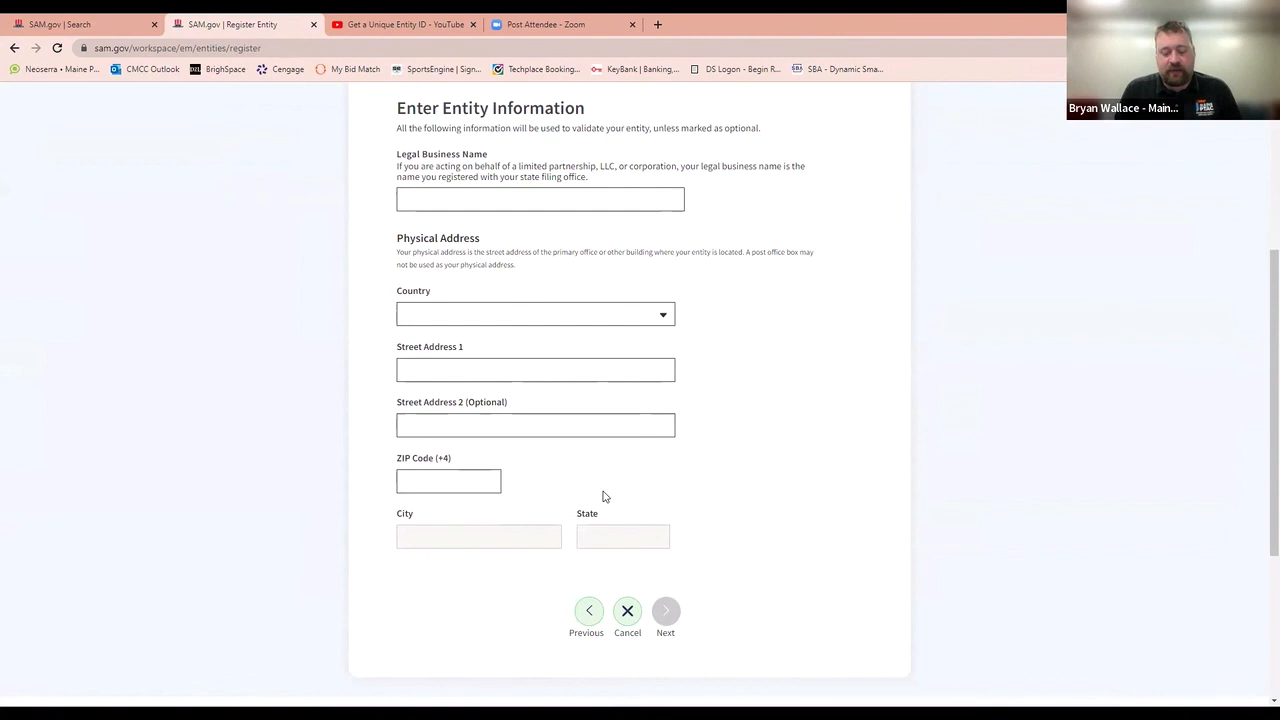 SAM.gov | Search
SAM.gov | Register Entity
Get a Unique Entity ID - YouTube
Post Attendee - Zoom
sam.gov/workspace/em/entities/register
Neoserra • Maine P...
CMCC Outlook
BrighSpace
Cengage
My Bid Match
SportsEngine | Sign...
Techplace Booking...
KeyBank | Banking,...
DS Logon - Begin R...
SBA - Dynamic Sma...
Bryan Wallace - Main...
Enter Entity Information
All the following information will be used to validate your entity, unless marked as optional.
Legal Business Name
If you are acting on behalf of a limited partnership, LLC, or corporation, your legal business name is the
name you registered with your state filing office.
Physical Address
Your physical address is the street address of the primary office or other building where your entity is located. A post office box may
not be used as your physical address.
Country
Street Address 1
Street Address 2 (Optional)
ZIP Code (+4)
City
State
Previous
Cancel
Next